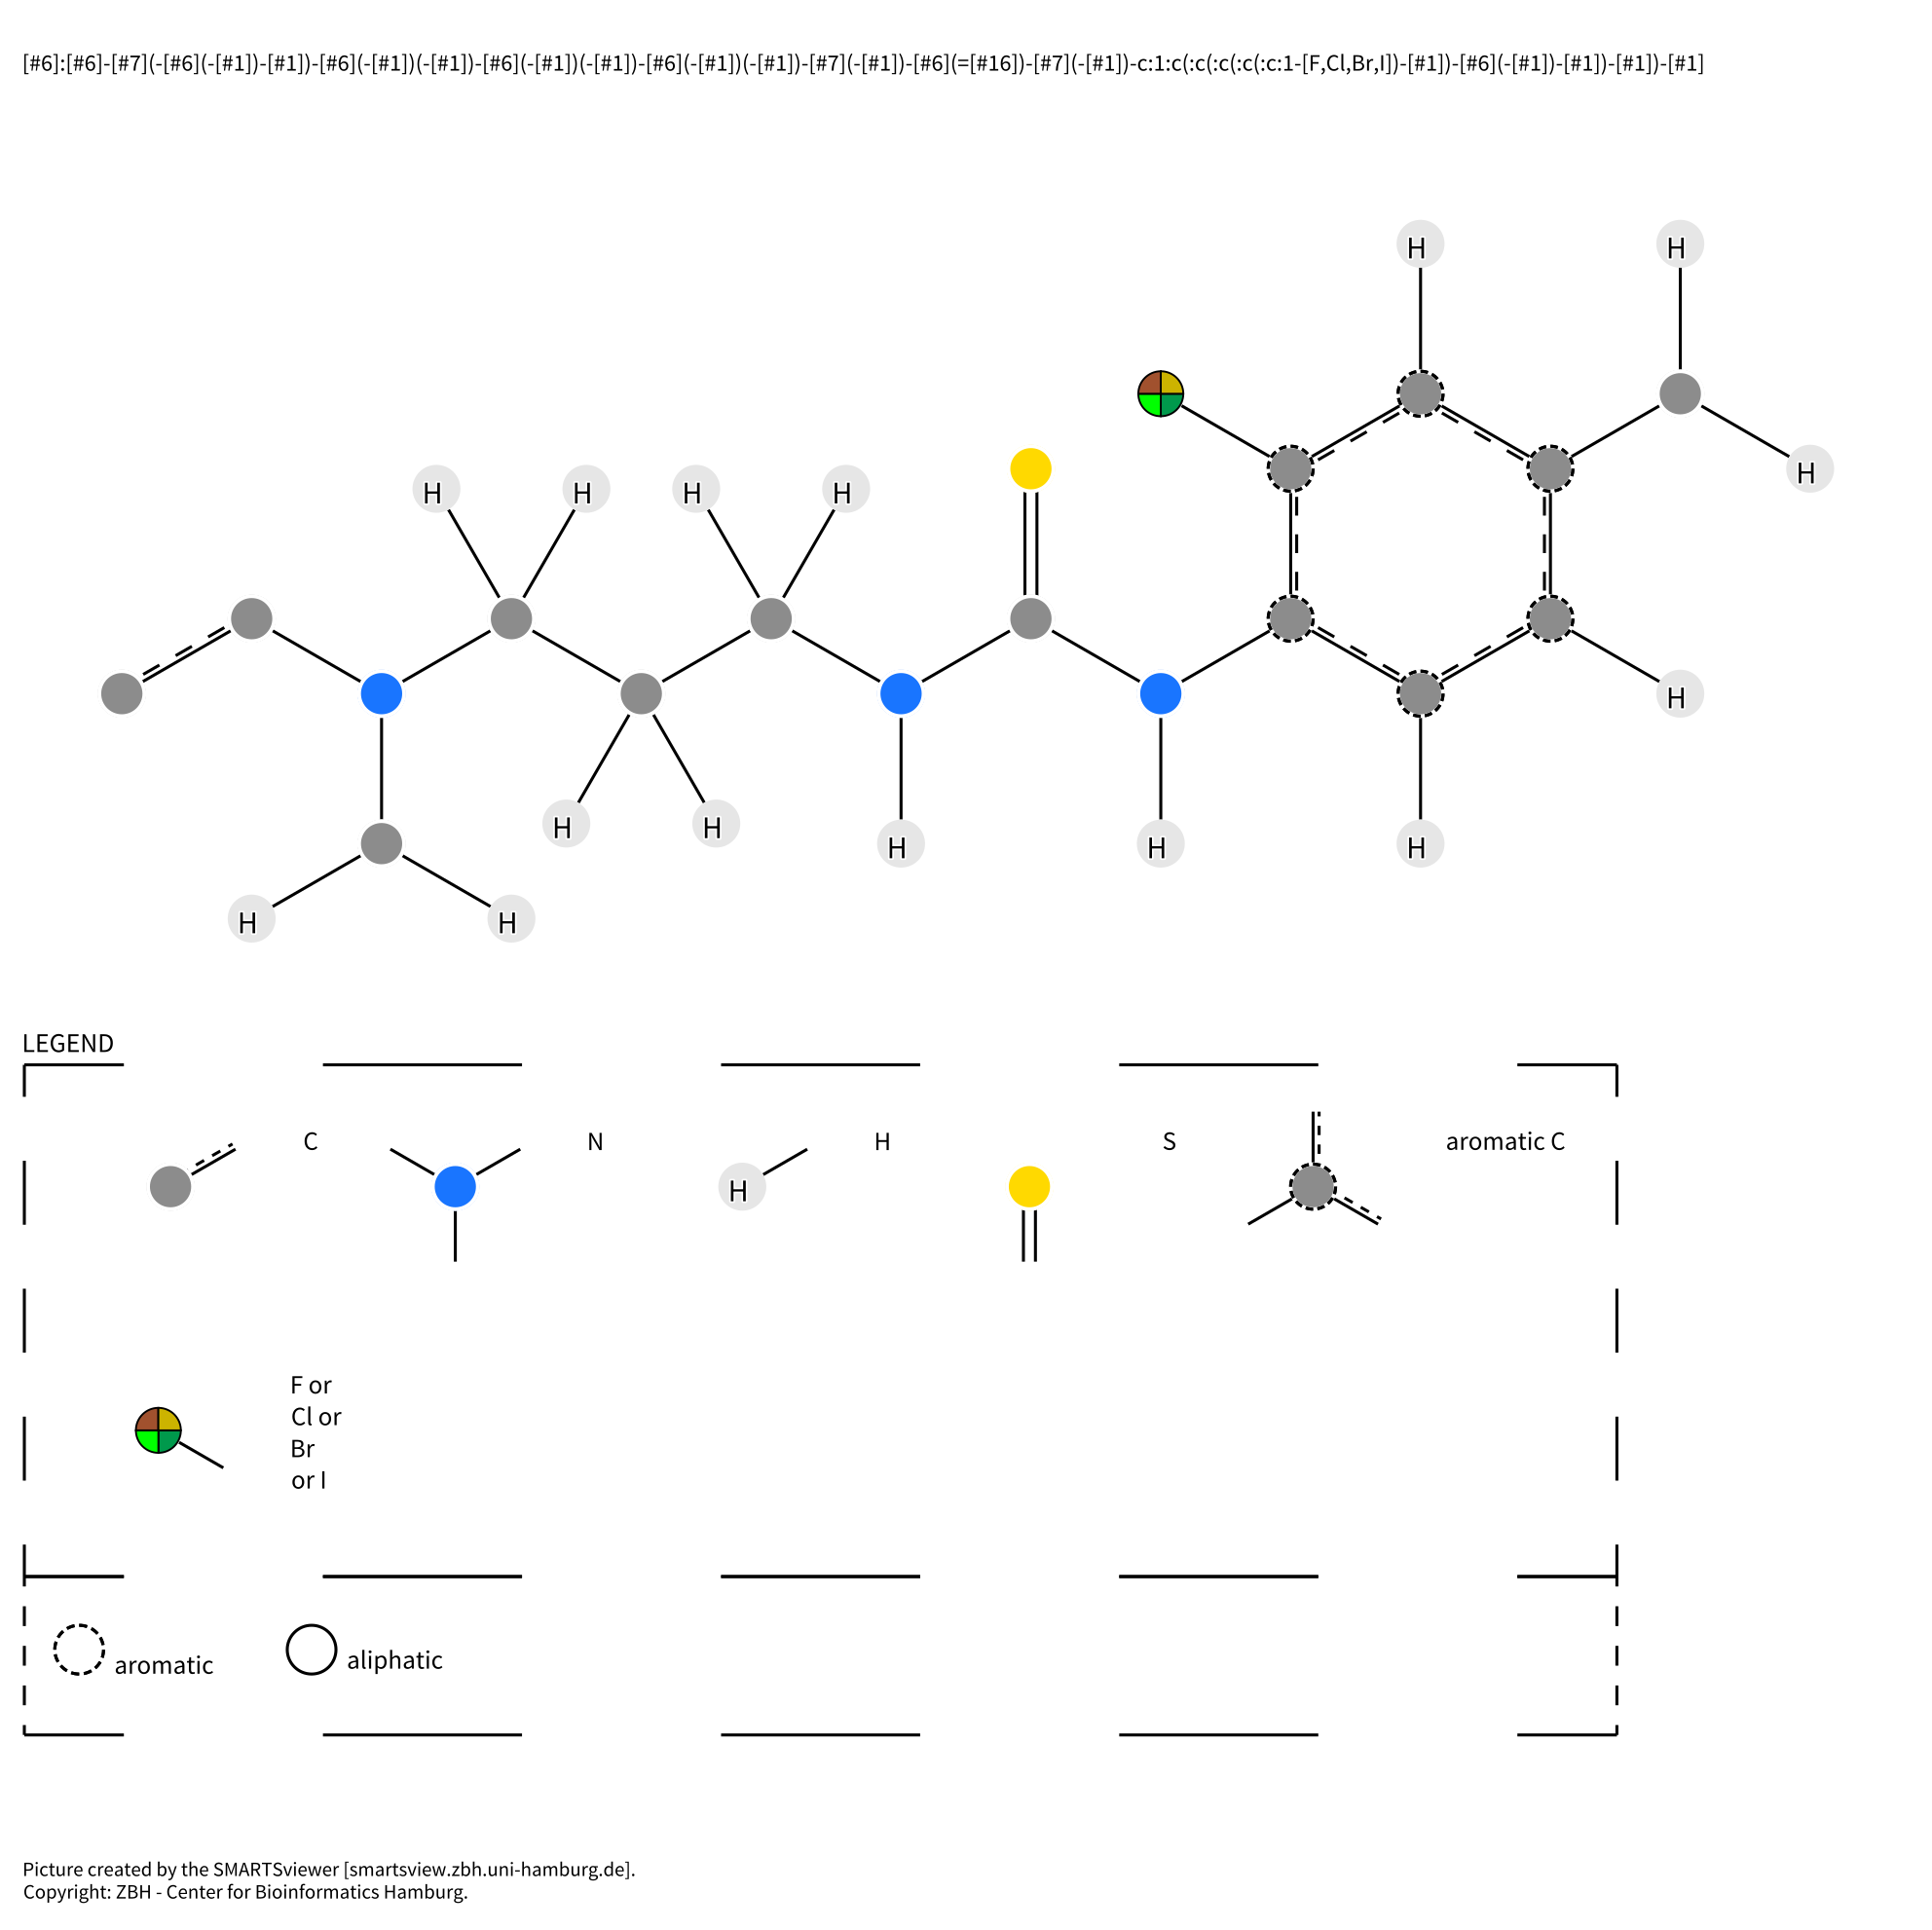 [#6]:[#6]-[#7](-[#6](-[#1])-[#1])-[#6](-[#1])(-[#1])-[#6](-[#1])(-[#1])-[#6](-[#1])(-[#1])-[#7](-[#1])-[#6](=[#16])-[#7](-[#1])-c:1:c(:c(:c(:c(:c:1-[F,Cl,Br,I])-[#1])-[#6](-[#1])-[#1])-[#1])-[#1]
H H
H
H H H H
H
H H H H H
H H
LEGEND
C N H S aromatic C
H
F or
Cl or
Br
or I
aromatic aliphatic
Picture created by the SMARTSviewer [smartsview.zbh.uni-hamburg.de].
Copyright: ZBH - Center for Bioinformatics Hamburg.